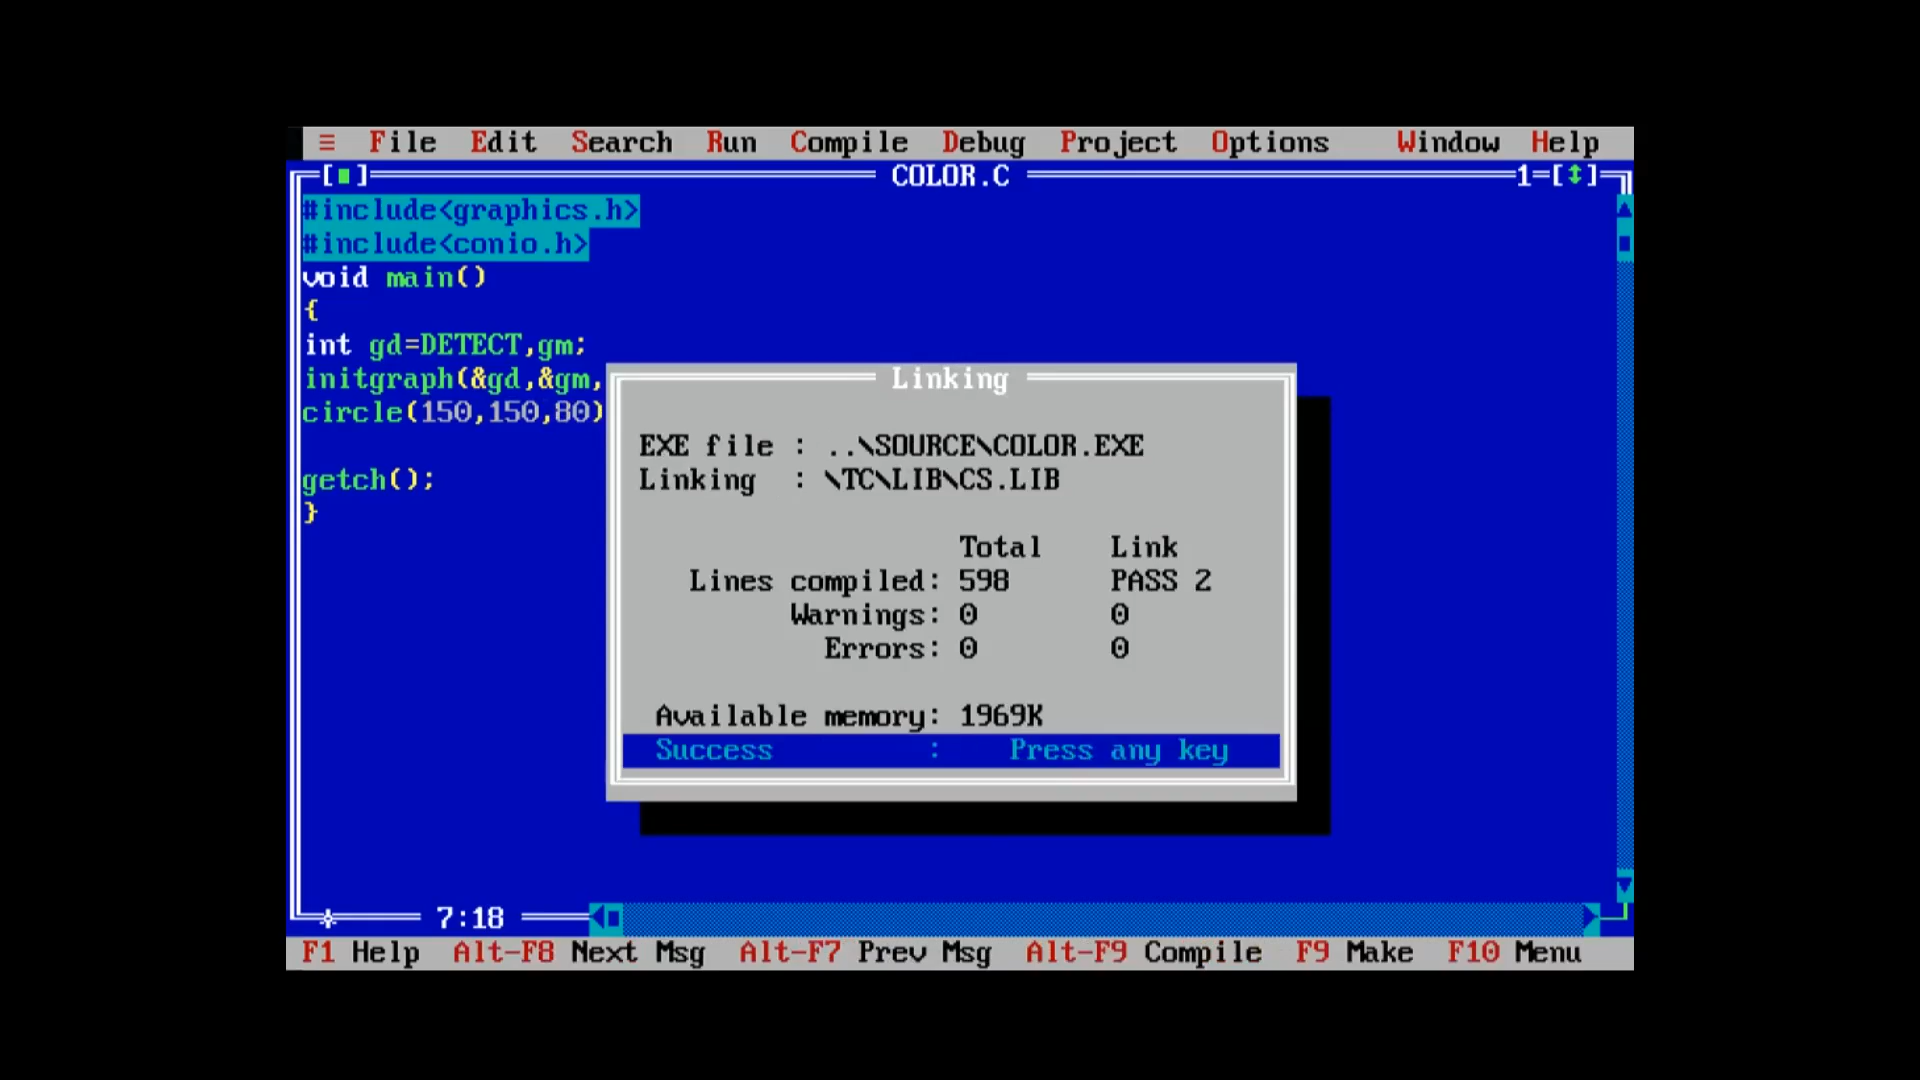 ≡ File Edit Search Run Compile Debug Project Options Window Help
[■] COLOR.C 1=[↕]
#include<graphics.h>
#include<conio.h>
void main()
{
int gd=DETECT,gm;
initgraph(&gd,&gm,
circle(150,150,80)
getch();
}
Linking
EXE file : ..\SOURCE\COLOR.EXE
Linking : \TC\LIB\CS.LIB
Total Link
Lines compiled: 598 PASS 2
Warnings: 0 0
Errors: 0 0
Available memory: 1969K
Success : Press any key
7:18
F1 Help Alt-F8 Next Msg Alt-F7 Prev Msg Alt-F9 Compile F9 Make F10 Menu